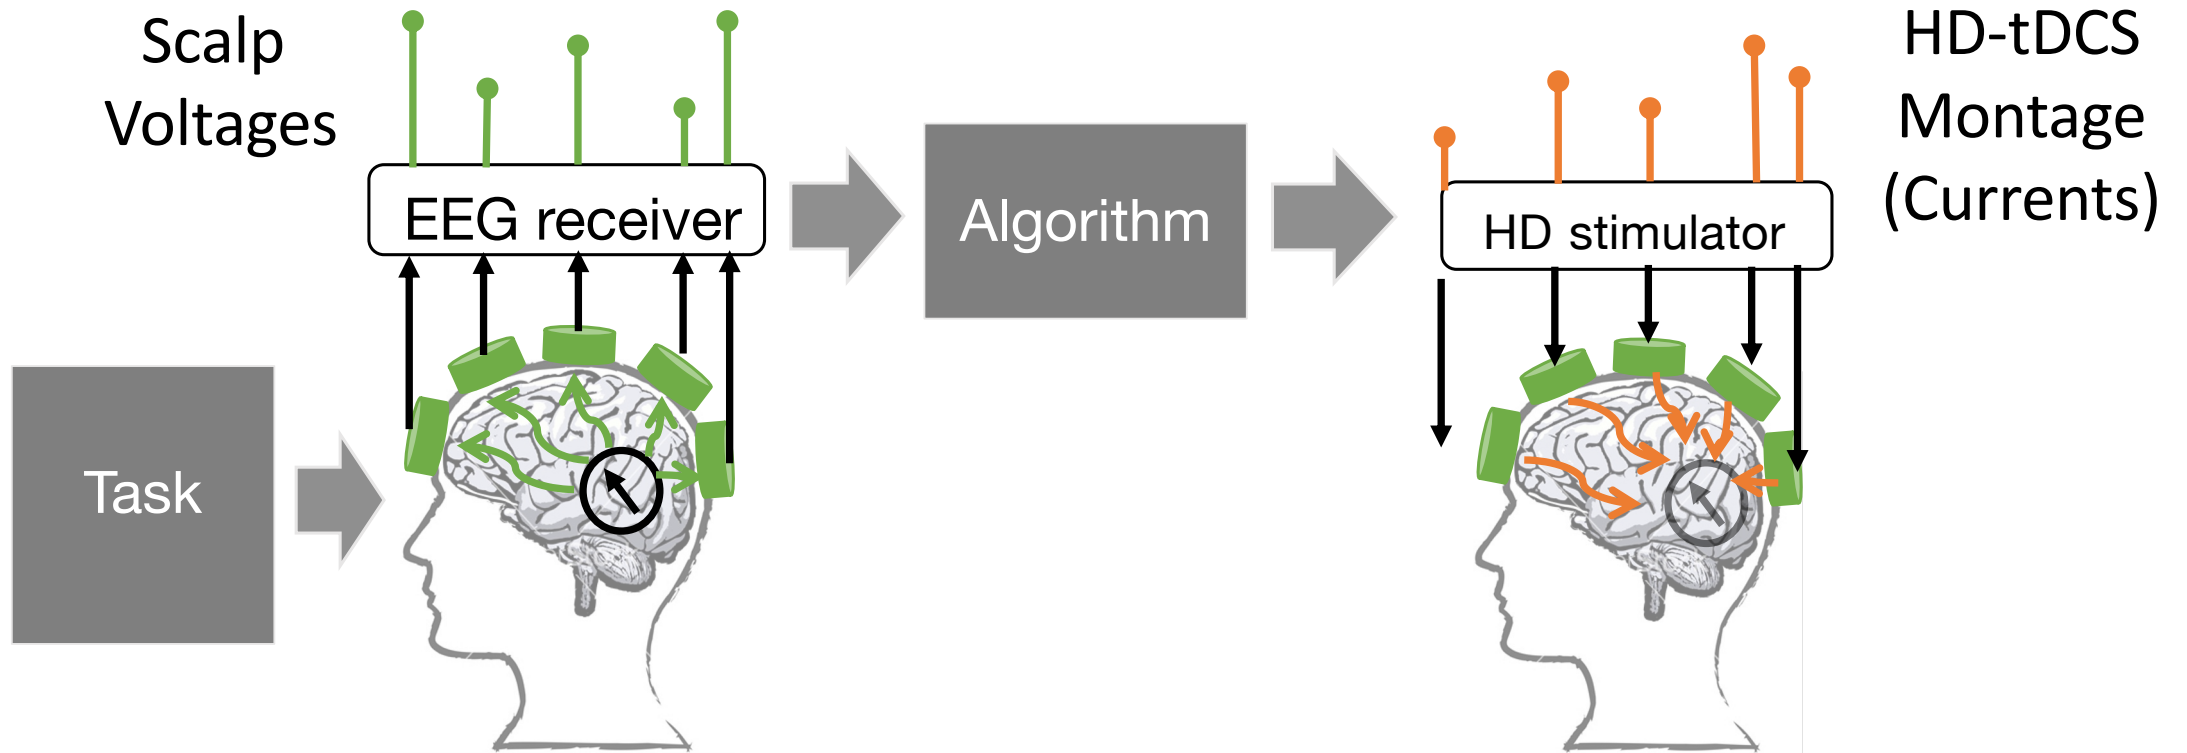 Scalp
Voltages
EEG receiver
Task
Algorithm
HD stimulator
HD-tDCS
Montage
(Currents)